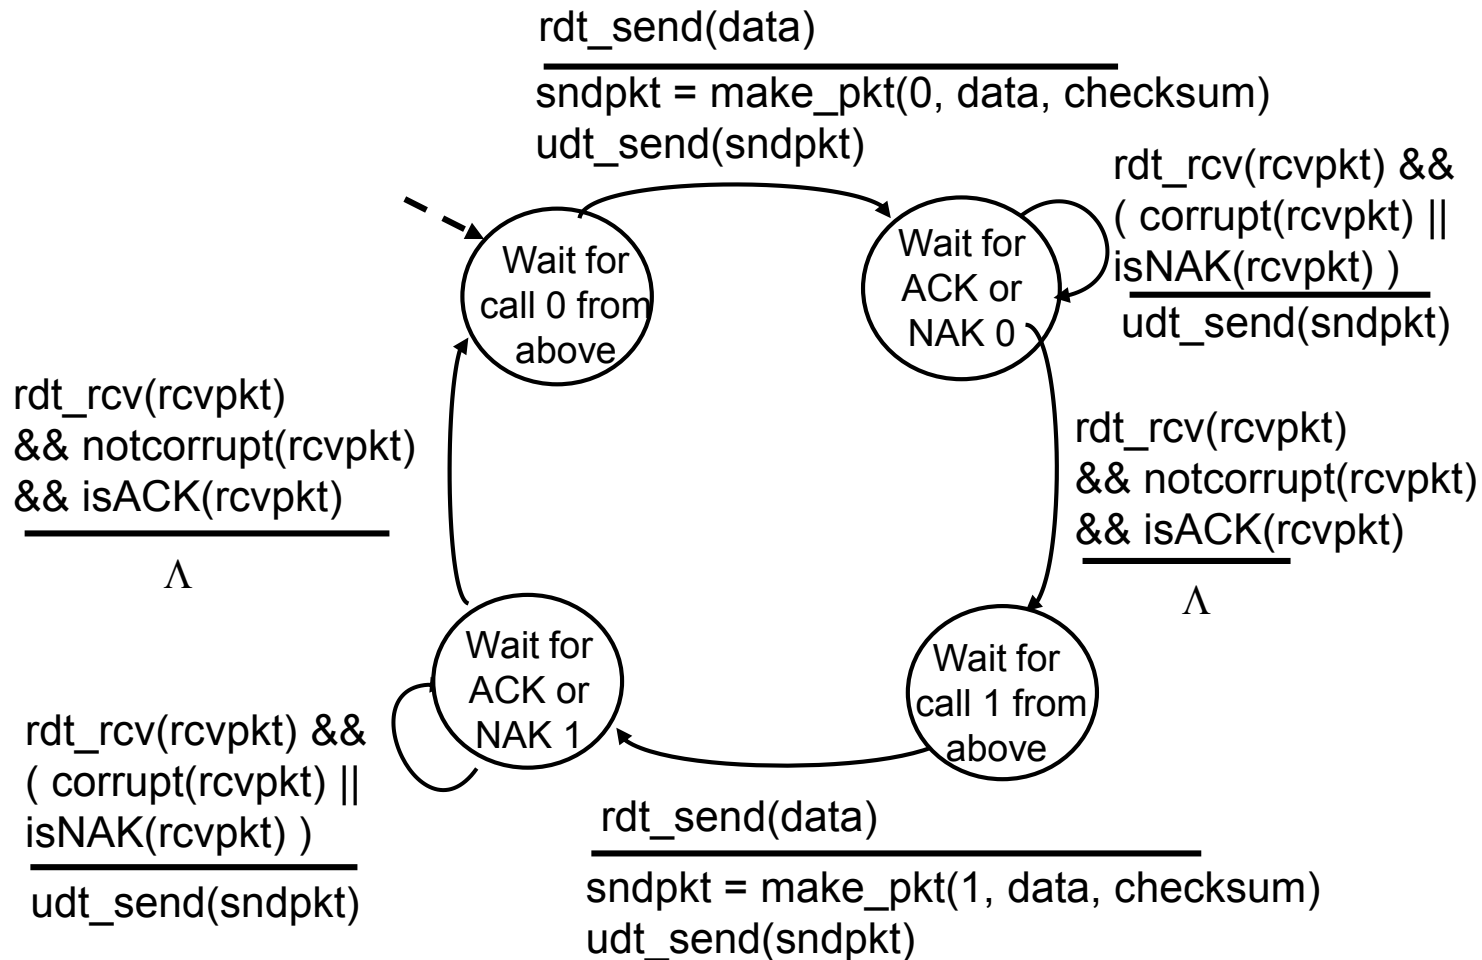 rdt_send(data)
sndpkt = make_pkt(0, data, checksum)
udt_send(sndpkt)
rdt_rcv(rcvpkt) &&
( corrupt(rcvpkt) ||
isNAK(rcvpkt) )
udt_send(sndpkt)
Wait for
call 0 from
above
Wait for
ACK or
NAK 0
rdt_rcv(rcvpkt)
&& notcorrupt(rcvpkt)
&& isACK(rcvpkt)
Λ
rdt_rcv(rcvpkt)
&& notcorrupt(rcvpkt)
&& isACK(rcvpkt)
Λ
Wait for
ACK or
NAK 1
Wait for
call 1 from
above
rdt_rcv(rcvpkt) &&
( corrupt(rcvpkt) ||
isNAK(rcvpkt) )
udt_send(sndpkt)
rdt_send(data)
sndpkt = make_pkt(1, data, checksum)
udt_send(sndpkt)